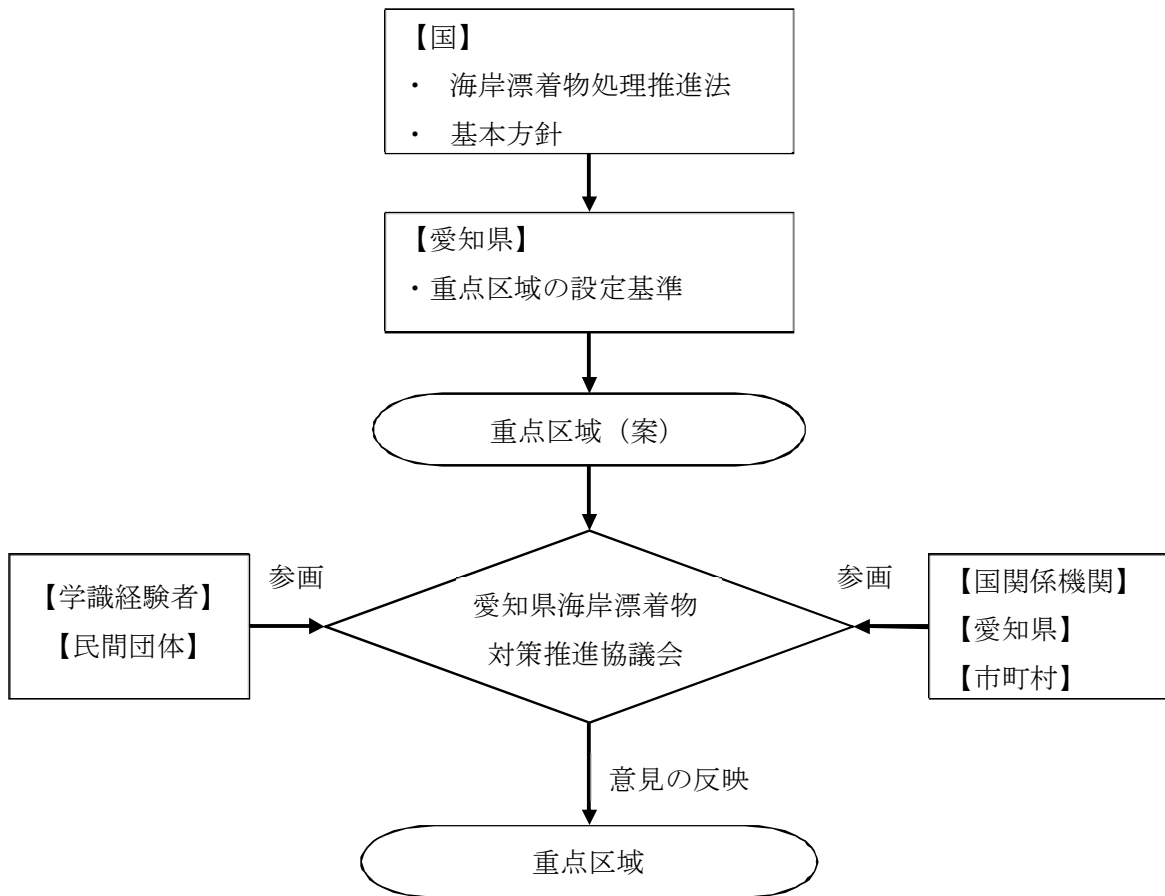 【国】
・ 海岸漂着物処理推進法
・ 基本方針
【愛知県】
・重点区域の設定基準
重点区域（案）
【学識経験者】
【民間団体】
参画
愛知県海岸漂着物
対策推進協議会
参画
【国関係機関】
【愛知県】
【市町村】
意見の反映
重点区域